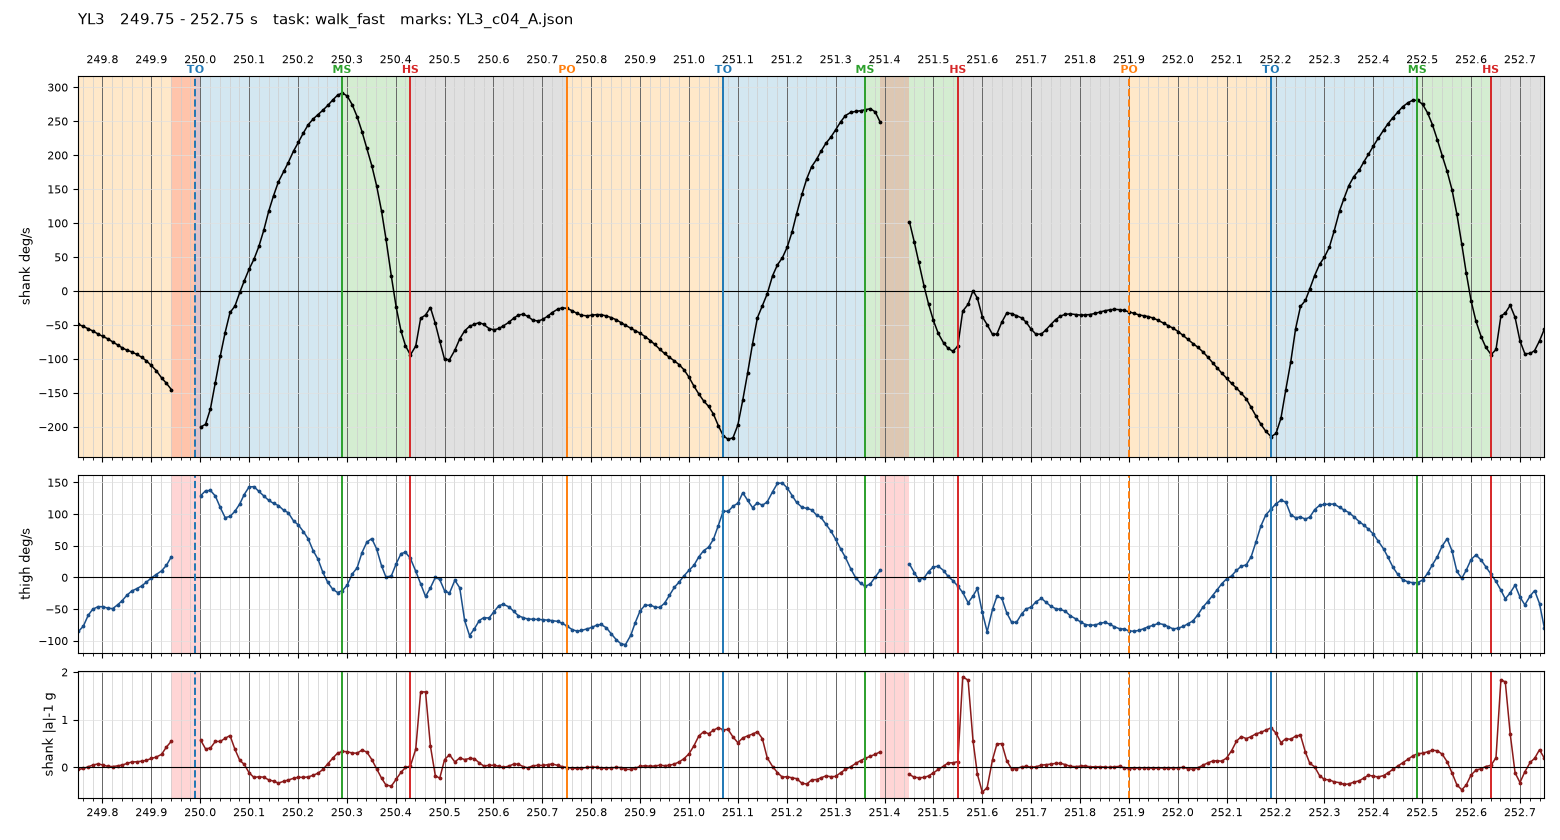 YL3   249.75 - 252.75 s   task: walk_fast   marks: YL3_c04_A.json
249.8 249.9 250.0 250.1 250.2 250.3 250.4 250.5 250.6 250.7 250.8 250.9 251.0 251.1 251.2 251.3 251.4 251.5 251.6 251.7 251.8 251.9 252.0 252.1 252.2 252.3 252.4 252.5 252.6 252.7
TO MS HS PO TO MS HS PO TO MS HS
300
250
200
150
100
50
0
−50
−100
−150
−200
shank deg/s
150
100
50
0
−50
−100
thigh deg/s
2
1
0
shank |a|-1 g
249.8 249.9 250.0 250.1 250.2 250.3 250.4 250.5 250.6 250.7 250.8 250.9 251.0 251.1 251.2 251.3 251.4 251.5 251.6 251.7 251.8 251.9 252.0 252.1 252.2 252.3 252.4 252.5 252.6 252.7